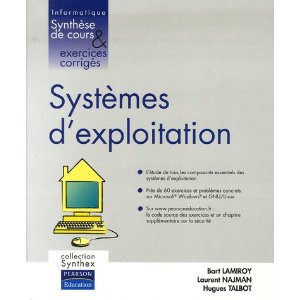 Informatique
Synthèse
de cours
&
exercices
corrigés
Systèmes
d'exploitation
L'étude de tous les composants essentiels des
systèmes d'exploitation
Près de 60 exercices et problèmes concrets
sur Microsoft® Windows® et GNU/Linux
Sur www.pearsoneducation.fr
le code source des exercices et un chapitre
supplémentaire sur la sécurité
collection
Synthex
PEARSON
Education
Bart LAMIROY
Laurent NAJMAN
Hugues TALBOT